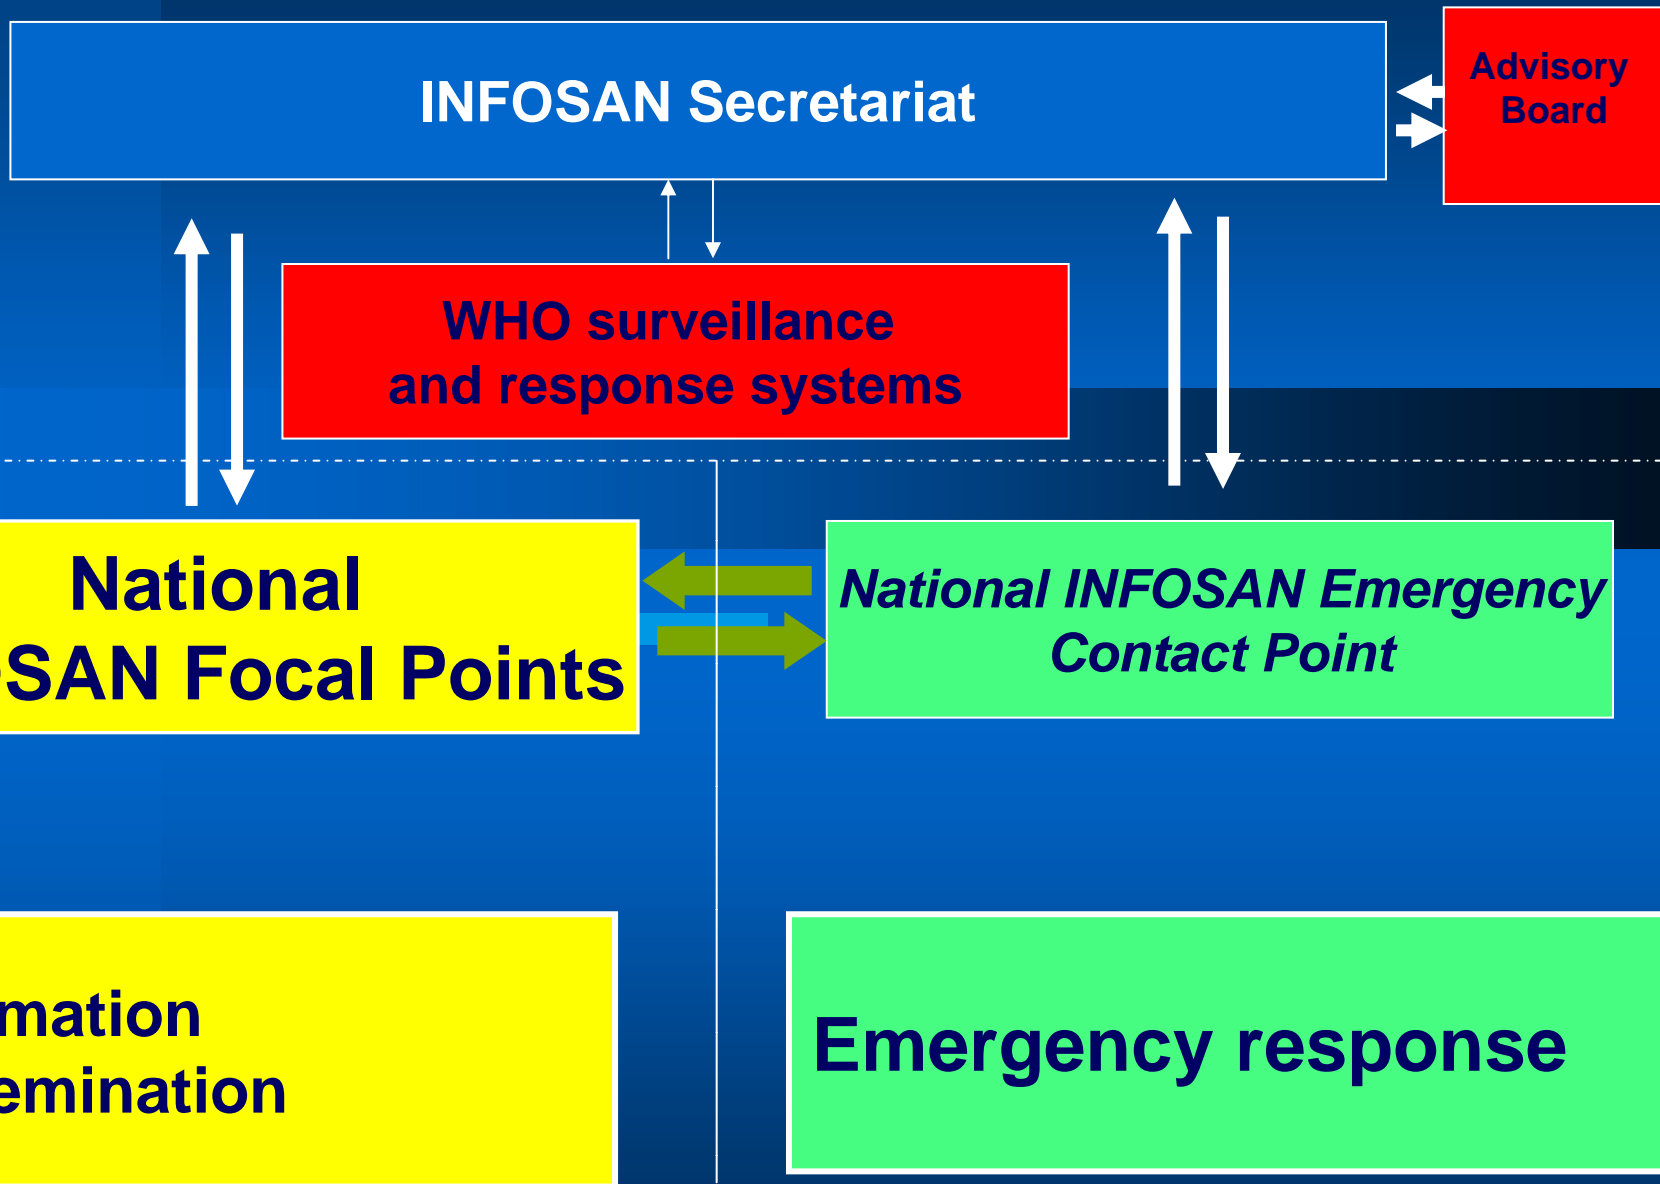 INFOSAN Secretariat
Advisory
Board
WHO surveillance
and response systems
National
OSAN Focal Points
National INFOSAN Emergency
Contact Point
mation
emination
Emergency response